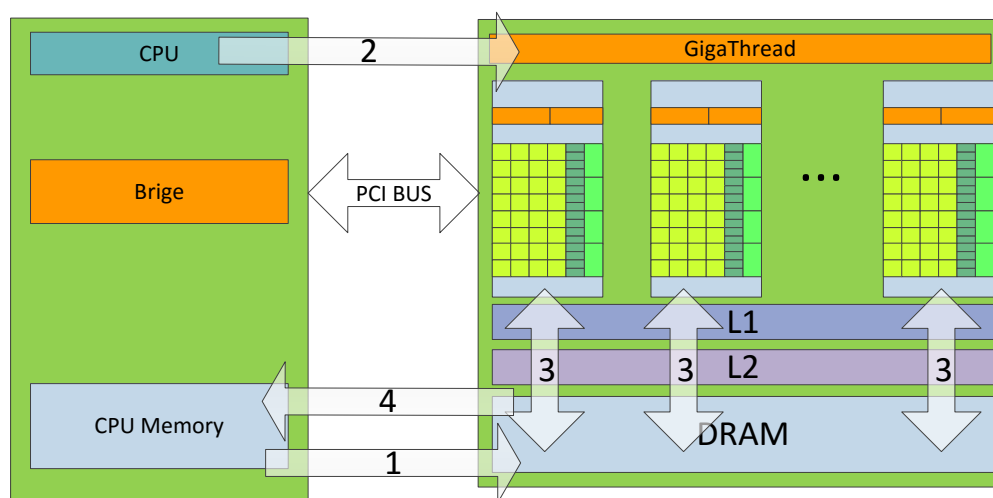 CPU
2
GigaThread
Brige
PCI BUS
...
L1
L2
3
3
3
CPU Memory
4
1
DRAM